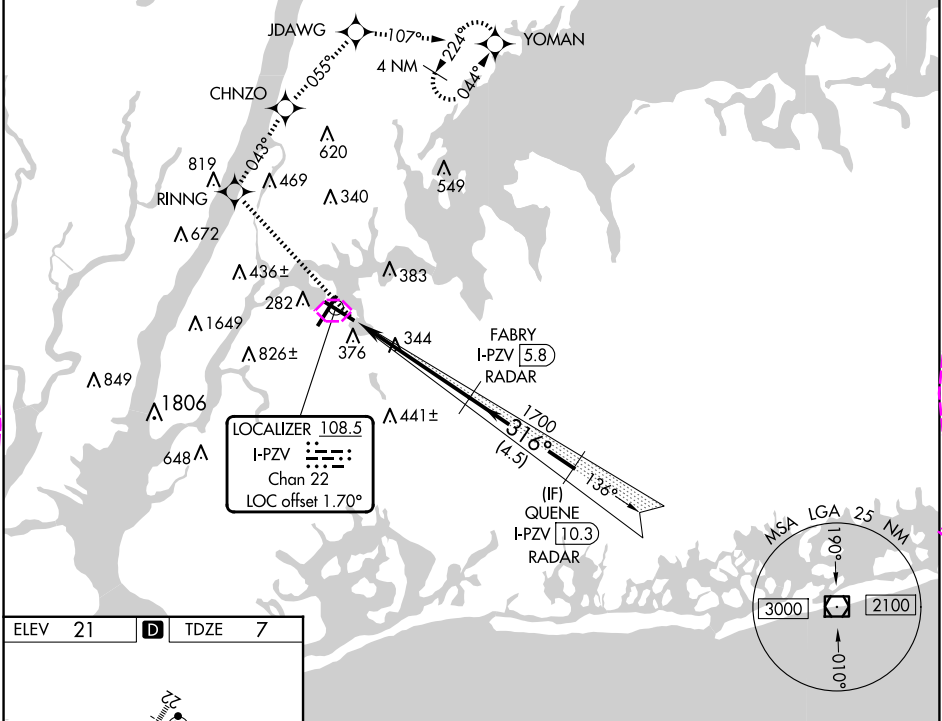 JDAWG
107°
YOMAN
224°
044°
4 NM
055°
CHNZO
043°
620
819
469
549
RINNG
340
672
436±
383
282
1649
376
344
826±
FABRY
I-PZV 5.8
RADAR
849
1806
441±
1700
316°
(4.5)
136°
648
LOCALIZER 108.5
I-PZV
Chan 22
LOC offset 1.70°
(IF)
QUENE
I-PZV 10.3
RADAR
MSA LGA 25 NM
190°
3000
2100
010°
ELEV 21 D TDZE 7
22